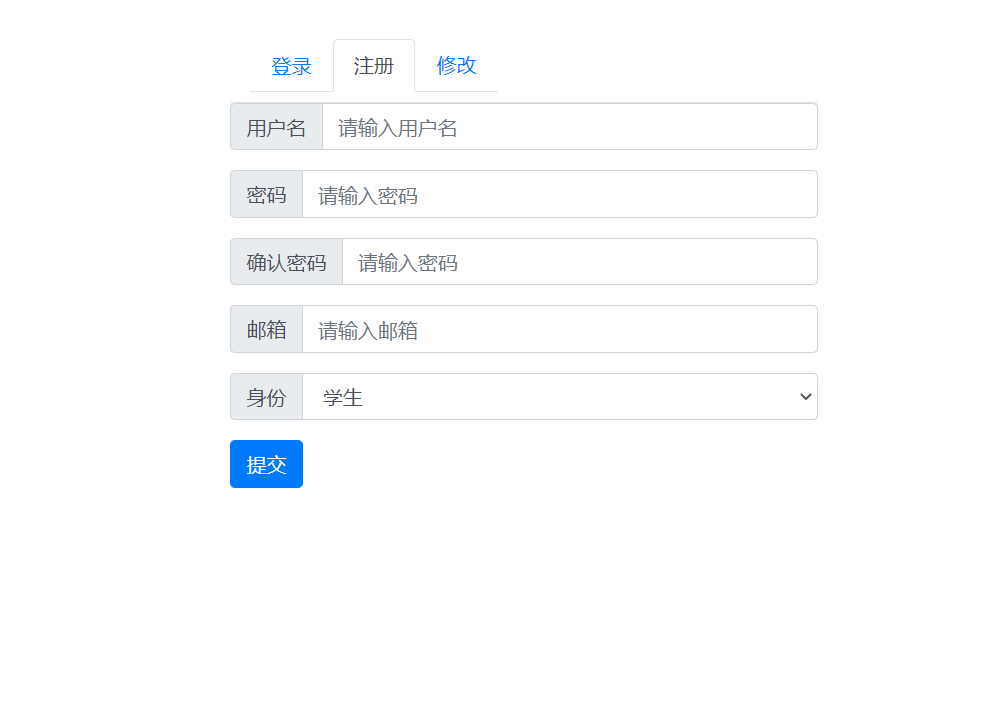 登录 注册 修改
用户名 请输入用户名
密码 请输入密码
确认密码 请输入密码
邮箱 请输入邮箱
身份 学生
提交